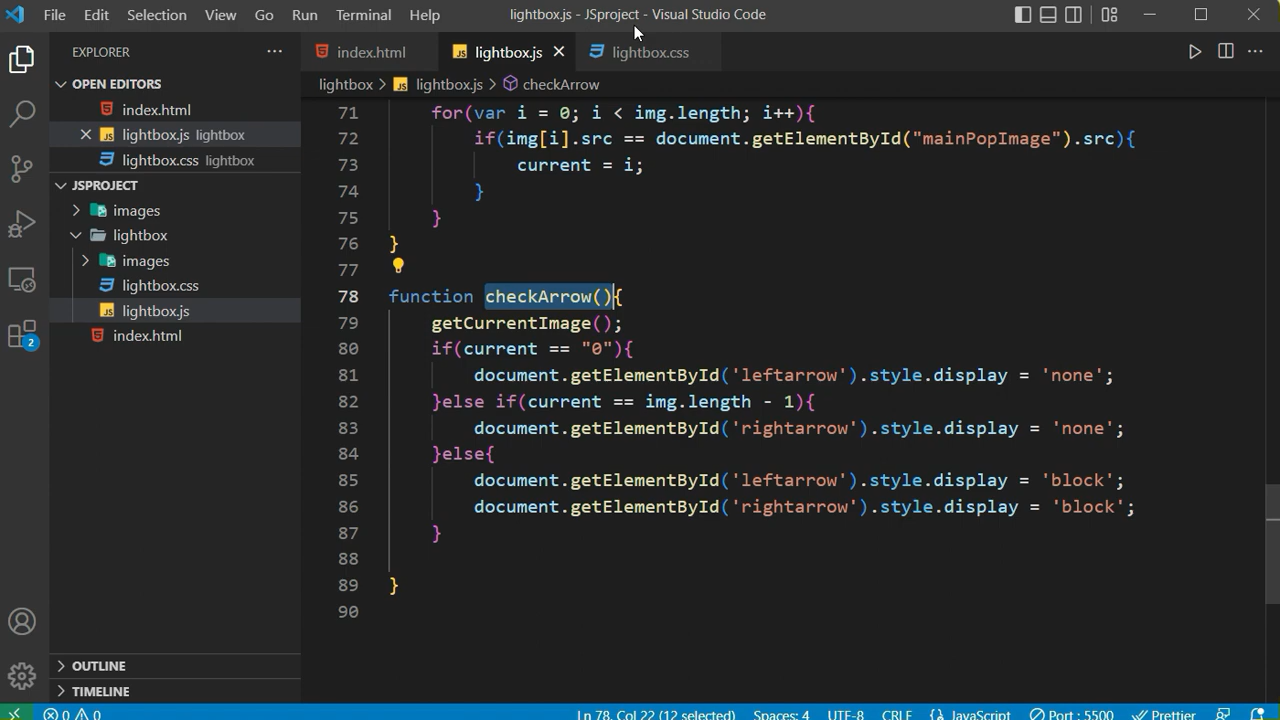 File Edit Selection View Go Run Terminal Help lightbox.js - JSproject - Visual Studio Code
EXPLORER
OPEN EDITORS
index.html
lightbox.js lightbox
lightbox.css lightbox
JSPROJECT
images
lightbox
images
lightbox.css
lightbox.js
index.html
OUTLINE
TIMELINE
2
index.html lightbox.js lightbox.css
lightbox > lightbox.js > checkArrow
71 for(var i = 0; i < img.length; i++){
72 if(img[i].src == document.getElementById("mainPopImage").src){
73 current = i;
74 }
75 }
76 }
77
78 function checkArrow(){
79 getCurrentImage();
80 if(current == "0"){
81 document.getElementById('leftarrow').style.display = 'none';
82 }else if(current == img.length - 1){
83 document.getElementById('rightarrow').style.display = 'none';
84 }else{
85 document.getElementById('leftarrow').style.display = 'block';
86 document.getElementById('rightarrow').style.display = 'block';
87 }
88
89 }
90
0 0 Ln 78, Col 22 (12 selected) Spaces: 4 UTF-8 CRLF {} JavaScript Port : 5500 Prettier